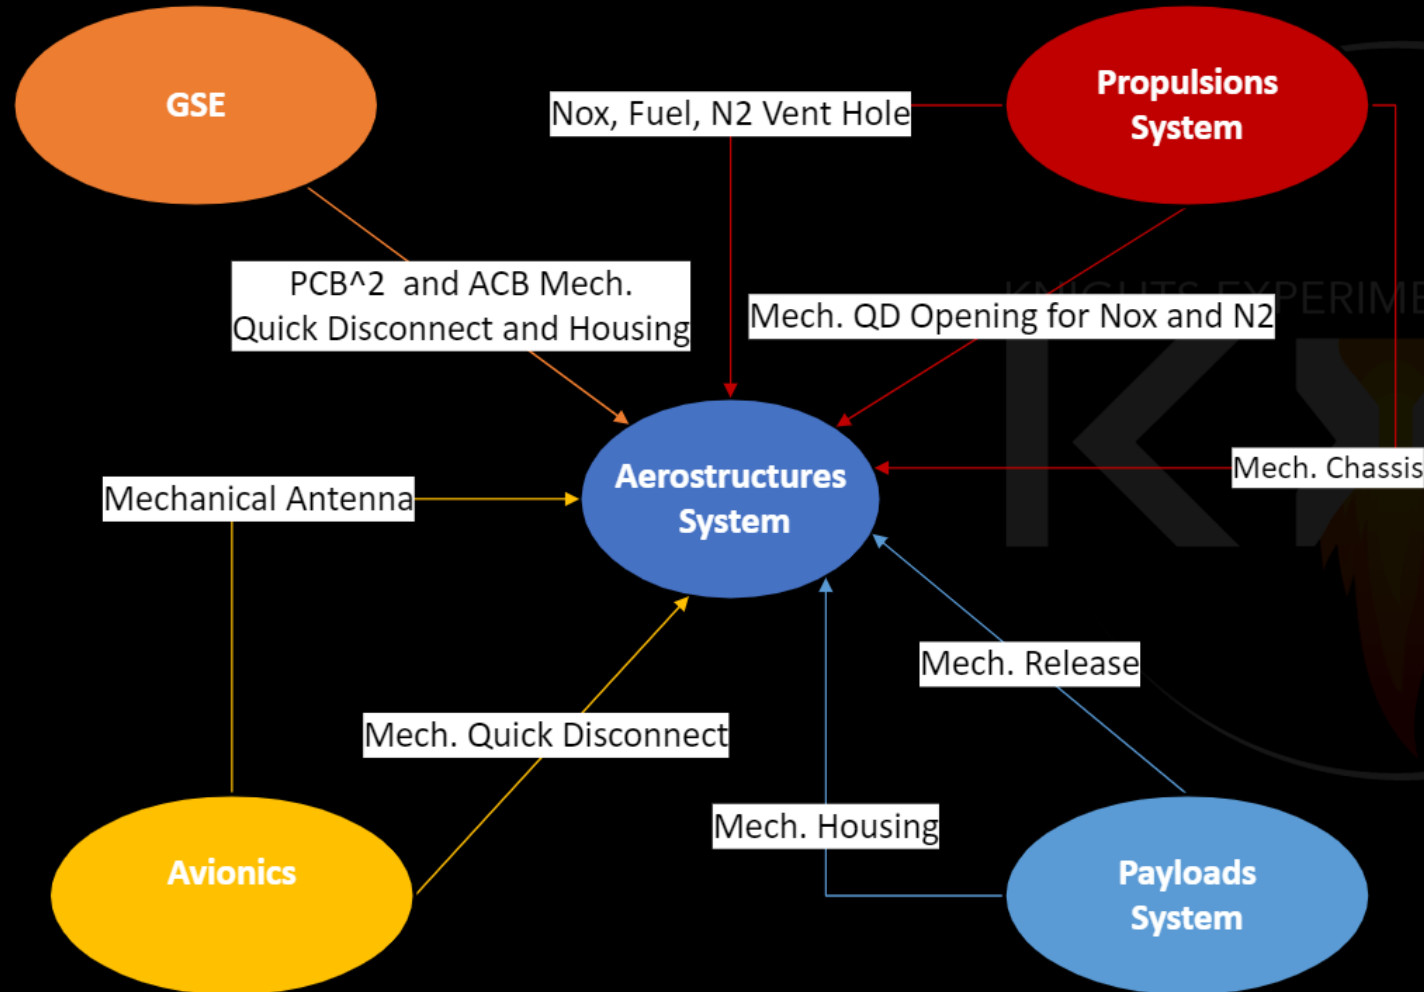 GSE
Propulsions
System
Nox, Fuel, N2 Vent Hole
PCB^2 and ACB Mech.
Quick Disconnect and Housing
Mech. QD Opening for Nox and N2
KNIGHTS EXPERIME
Aerostructures
System
Mech. Chassis
Mechanical Antenna
Mech. Release
Mech. Quick Disconnect
Mech. Housing
Avionics
Payloads
System